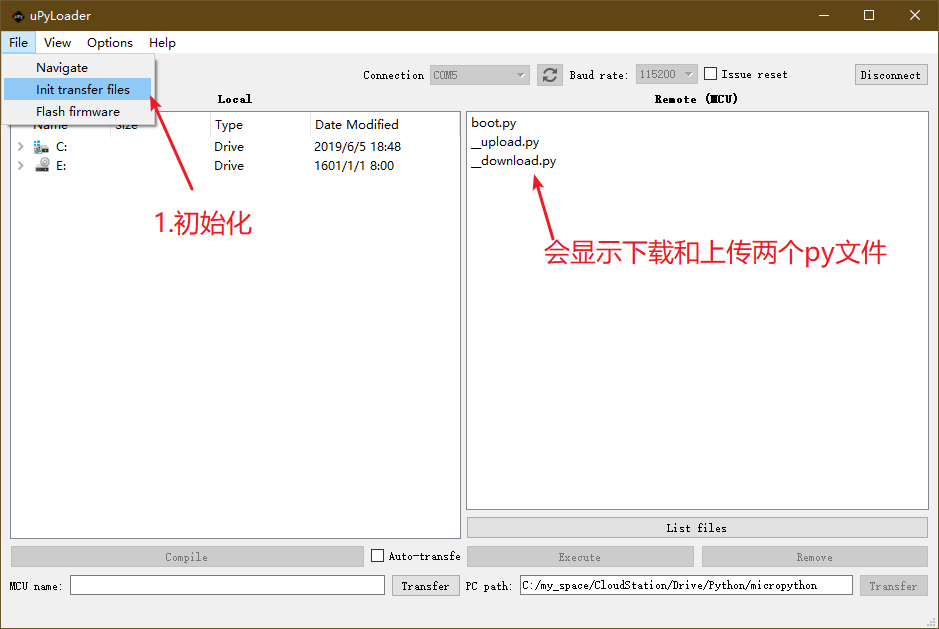 uPyLoader
File View Options Help
Navigate
Init transfer files
Flash firmware
Connection COM5 Baud rate: 115200 Issue reset Disconnect
Local
Remote (MCU)
Name Size Type Date Modified
C: Drive 2019/6/5 18:48
E: Drive 1601/1/1 8:00
boot.py
__upload.py
__download.py
1.初始化
会显示下载和上传两个py文件
List files
Compile Auto-transfe Execute Remove
MCU name: Transfer PC path: C:/my_space/CloudStation/Drive/Python/micropython Transfer